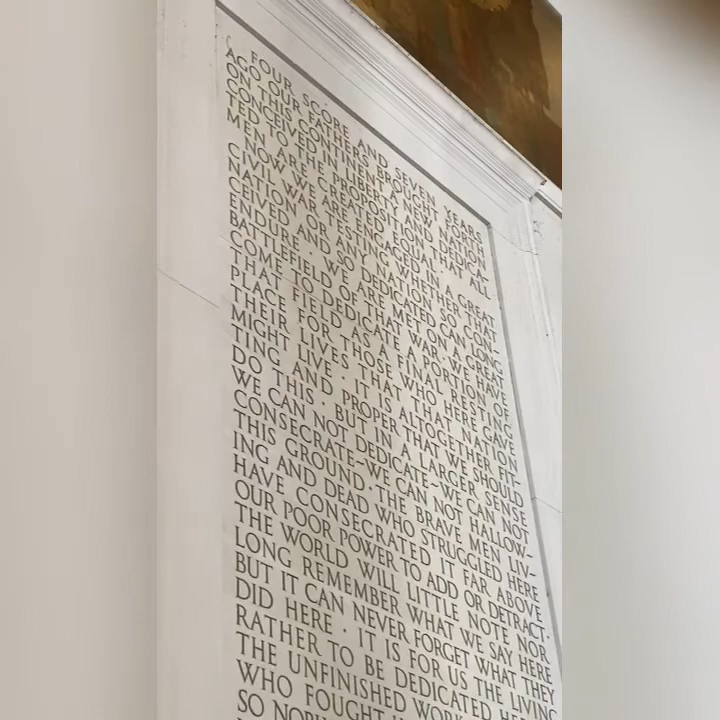 FOUR SCORE AND SEVEN YEARS
AGO OUR FATHERS BROUGHT FORTH
ON THIS CONTINENT A NEW NATION
CONCEIVED IN LIBERTY AND DEDICA-
TED TO THE PROPOSITION THAT ALL
MEN ARE CREATED EQUAL ·
NOW WE ARE ENGAGED IN A GREAT
CIVIL WAR TESTING WHETHER THAT
NATION OR ANY NATION SO CON-
CEIVED AND SO DEDICATED CAN LONG
ENDURE · WE ARE MET ON A GREAT
BATTLEFIELD OF THAT WAR · WE HAVE
COME TO DEDICATE A PORTION OF
THAT FIELD AS A FINAL RESTING
PLACE FOR THOSE WHO HERE GAVE
THEIR LIVES THAT THAT NATION
MIGHT LIVE · IT IS ALTOGETHER FIT-
TING AND PROPER THAT WE SHOULD
DO THIS · BUT IN A LARGER SENSE
WE CAN NOT DEDICATE~WE CAN NOT
CONSECRATE~WE CAN NOT HALLOW~
THIS GROUND · THE BRAVE MEN LIV~
ING AND DEAD WHO STRUGGLED HERE
HAVE CONSECRATED IT FAR ABOVE
OUR POOR POWER TO ADD OR DETRACT·
THE WORLD WILL LITTLE NOTE NOR
LONG REMEMBER WHAT WE SAY HERE
BUT IT CAN NEVER FORGET WHAT THEY
DID HERE · IT IS FOR US THE LIVING
RATHER TO BE DEDICATED
THE UNFINISHED WORK
WHO FOUGHT
SO